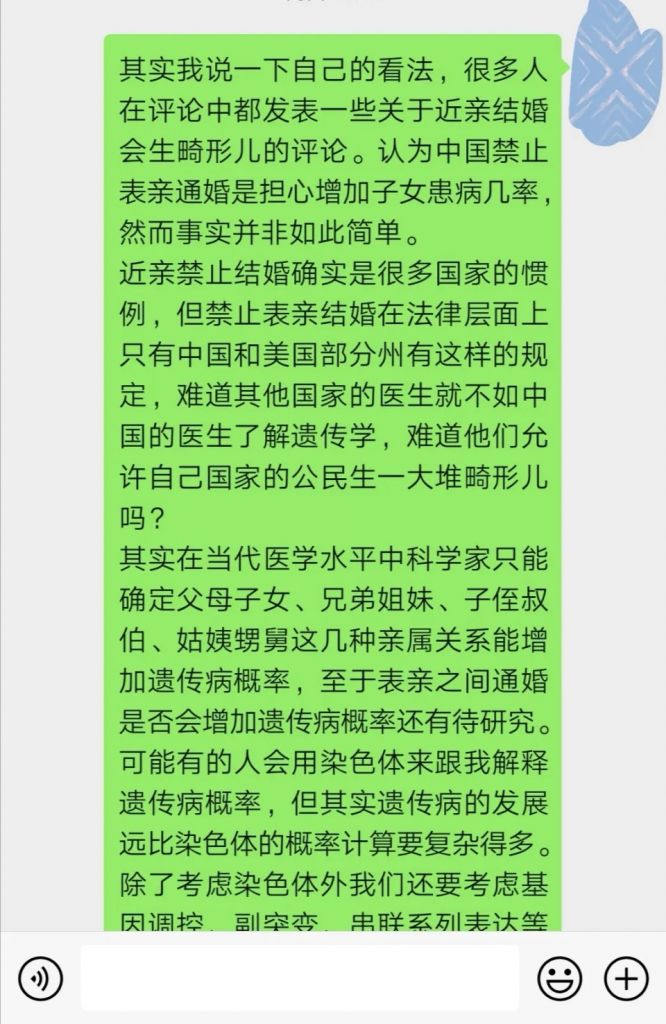 其实我说一下自己的看法，很多人
在评论中都发表一些关于近亲结婚
会生畸形儿的评论。认为中国禁止
表亲通婚是担心增加子女患病几率，
然而事实并非如此简单。
近亲禁止结婚确实是很多国家的惯
例，但禁止表亲结婚在法律层面上
只有中国和美国部分州有这样的规
定，难道其他国家的医生就不如中
国的医生了解遗传学，难道他们允
许自己国家的公民生一大堆畸形儿
吗？
其实在当代医学水平中科学家只能
确定父母子女、兄弟姐妹、子侄叔
伯、姑姨甥舅这几种亲属关系能增
加遗传病概率，至于表亲之间通婚
是否会增加遗传病概率还有待研究。
可能有的人会用染色体来跟我解释
遗传病概率，但其实遗传病的发展
远比染色体的概率计算要复杂得多。
除了考虑染色体外我们还要考虑基
因调控、副突变、串联系列表达等